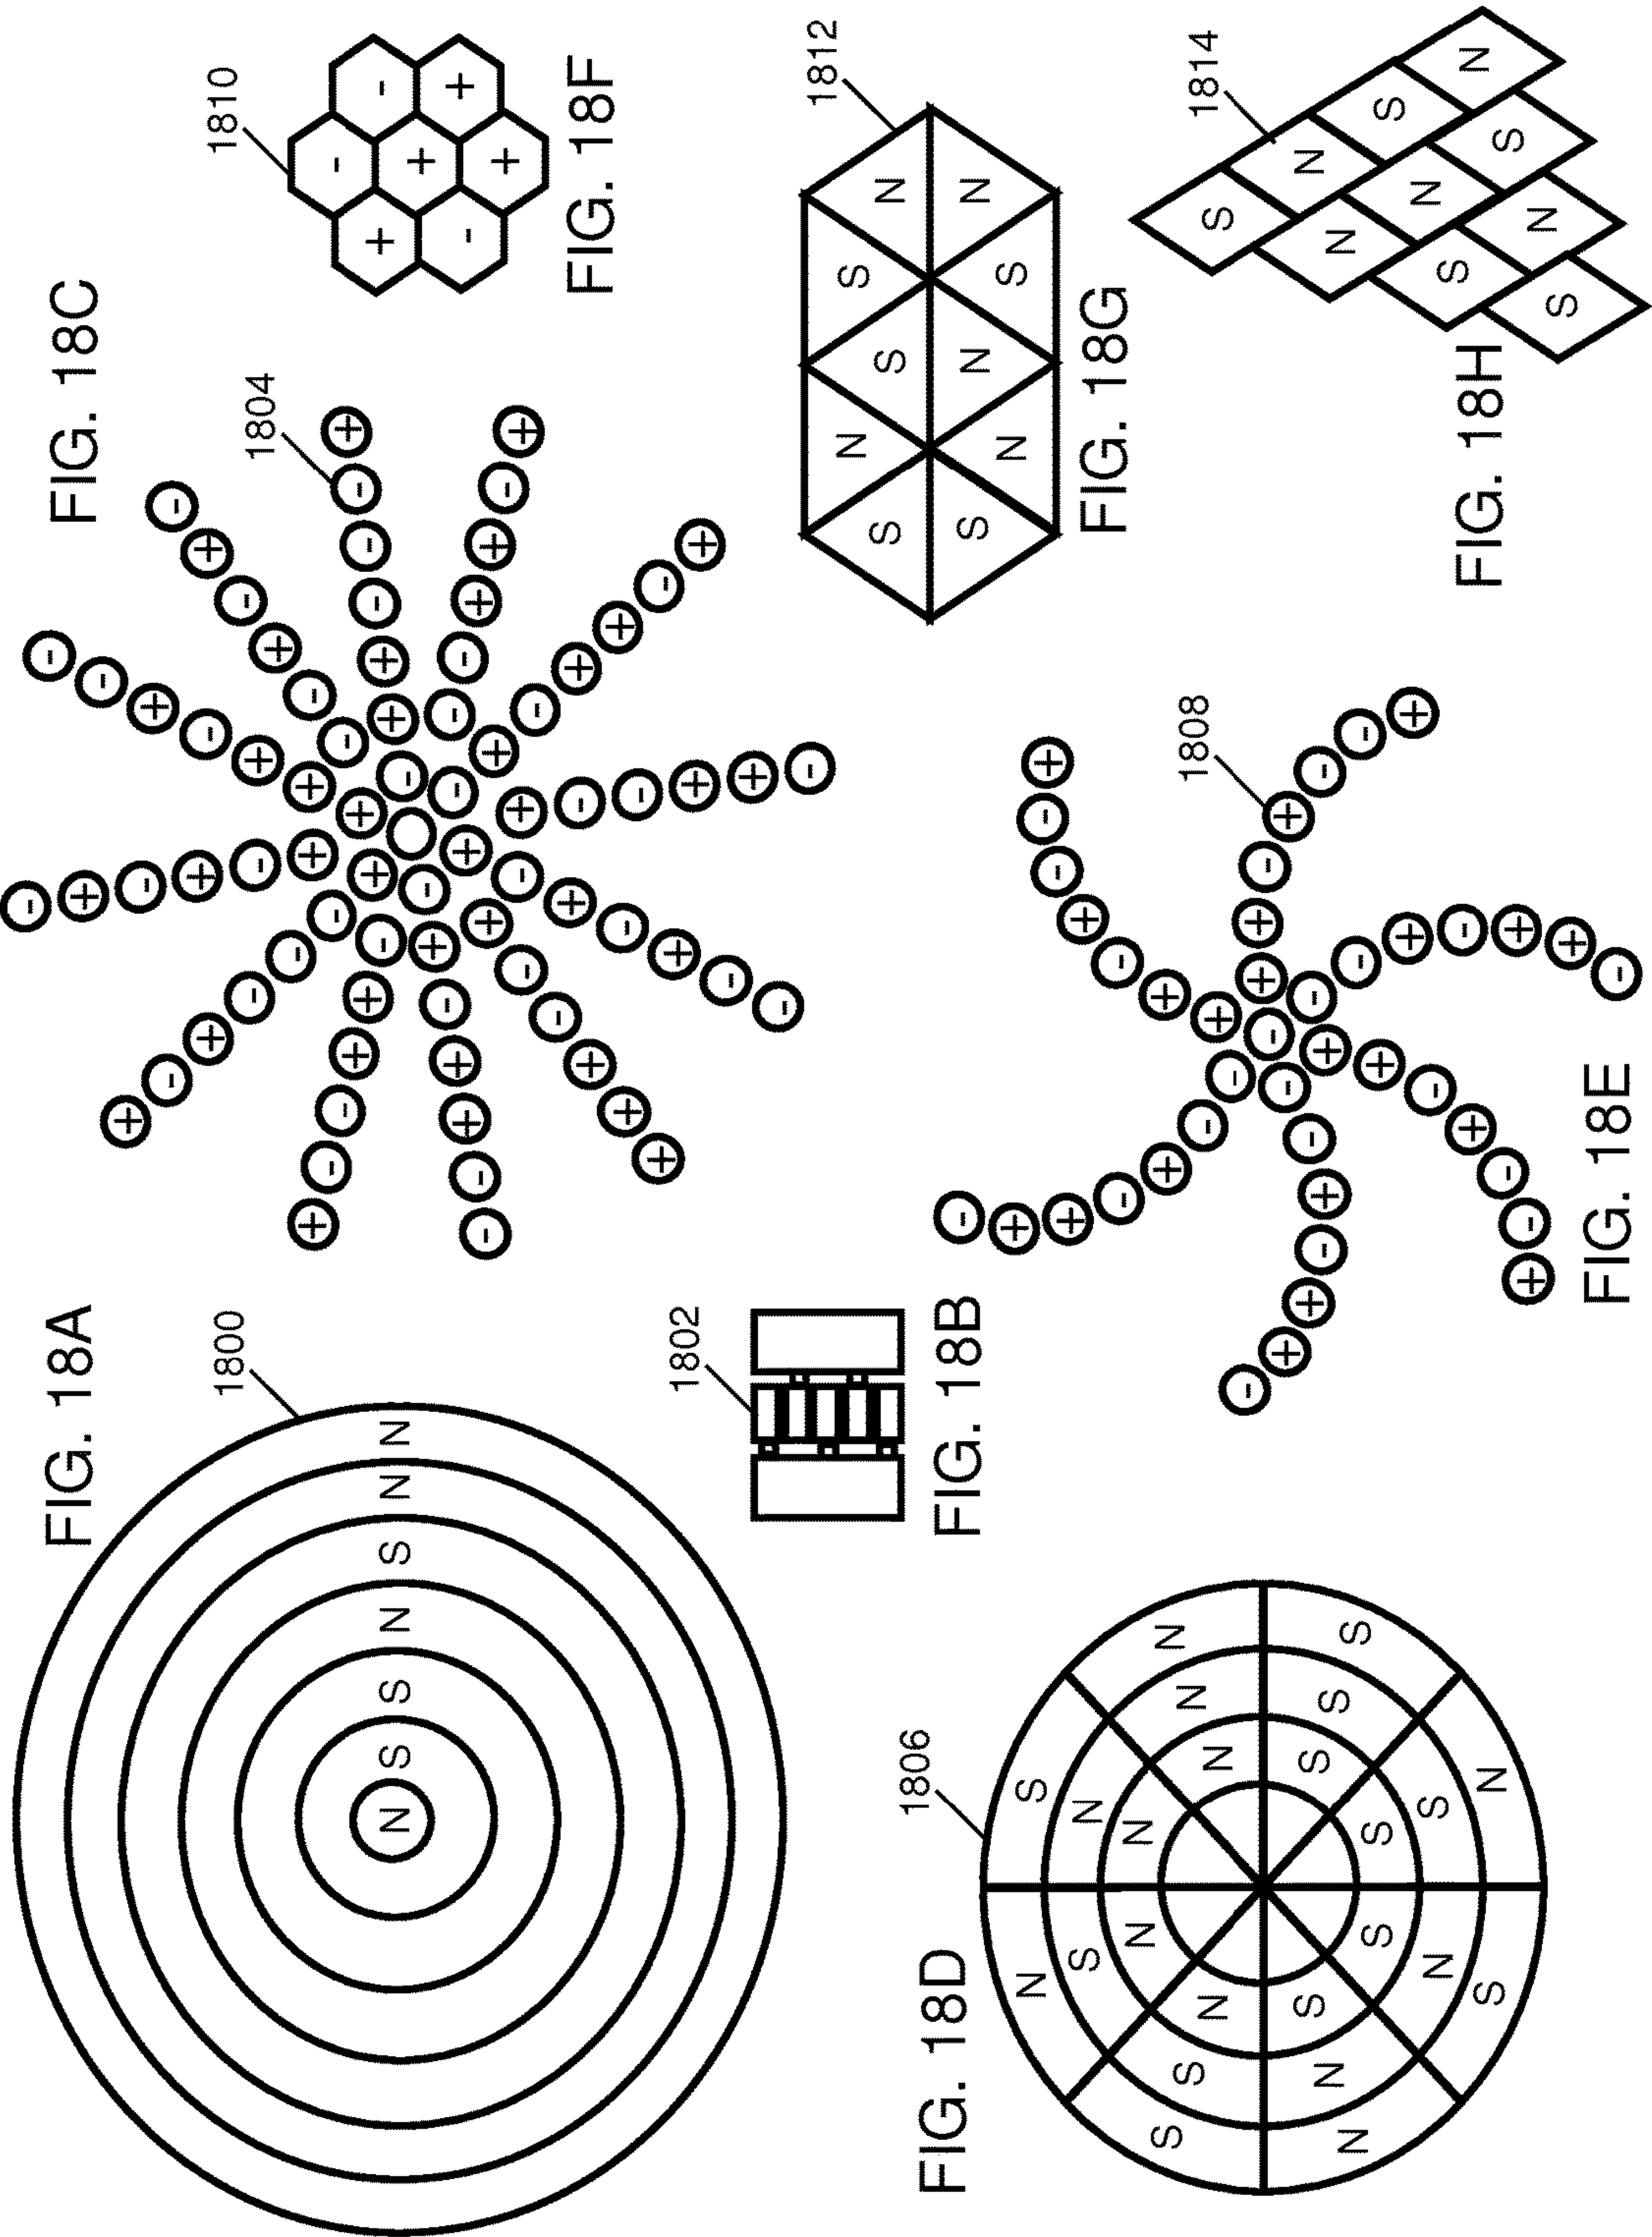 FIG. 18A
1800
N S S N S N N
FIG. 18B
1802
FIG. 18C
1804
+ + + - + - -
- - + - + -
- + + - - - +
- - + + - +
- + - + + - +
+ - - + + -
+ - + - + - -
+ - - + + +
- + - + + - -
- + + - - +
+ - - - + - +
+ - + - + -
FIG. 18D
1806
N S
S N
N N
S S N N N N
N N S S S S
S S
N S
S N
FIG. 18E
1808
-
+ + - + - - +
+ + - + - - +
- - + - + + -
+ + - + - - +
- - + - + + -
- - + - + + -
FIG. 18F
1810
-
+ -
+
- +
+
FIG. 18G
1812
S N S S N
S N N S N
FIG. 18H
1814
S N S N
N N S
S N
S